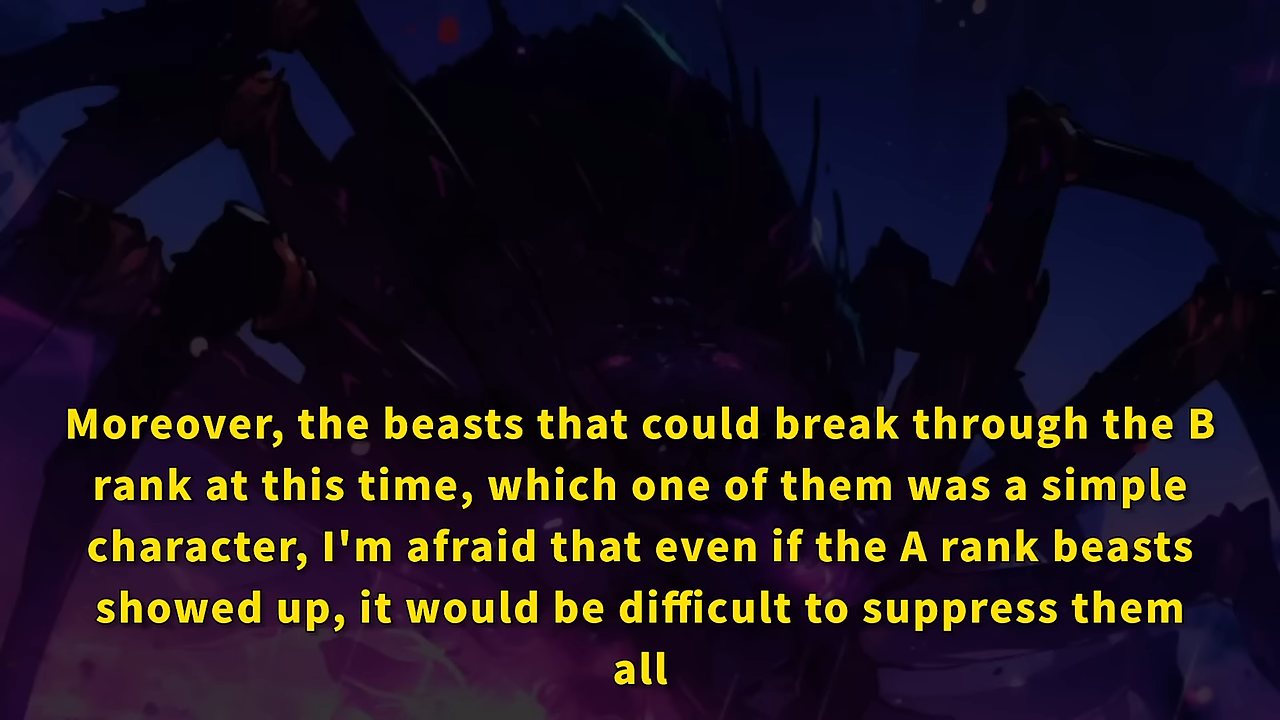 Moreover, the beasts that could break through the B
rank at this time, which one of them was a simple
character, I'm afraid that even if the A rank beasts
showed up, it would be difficult to suppress them
all